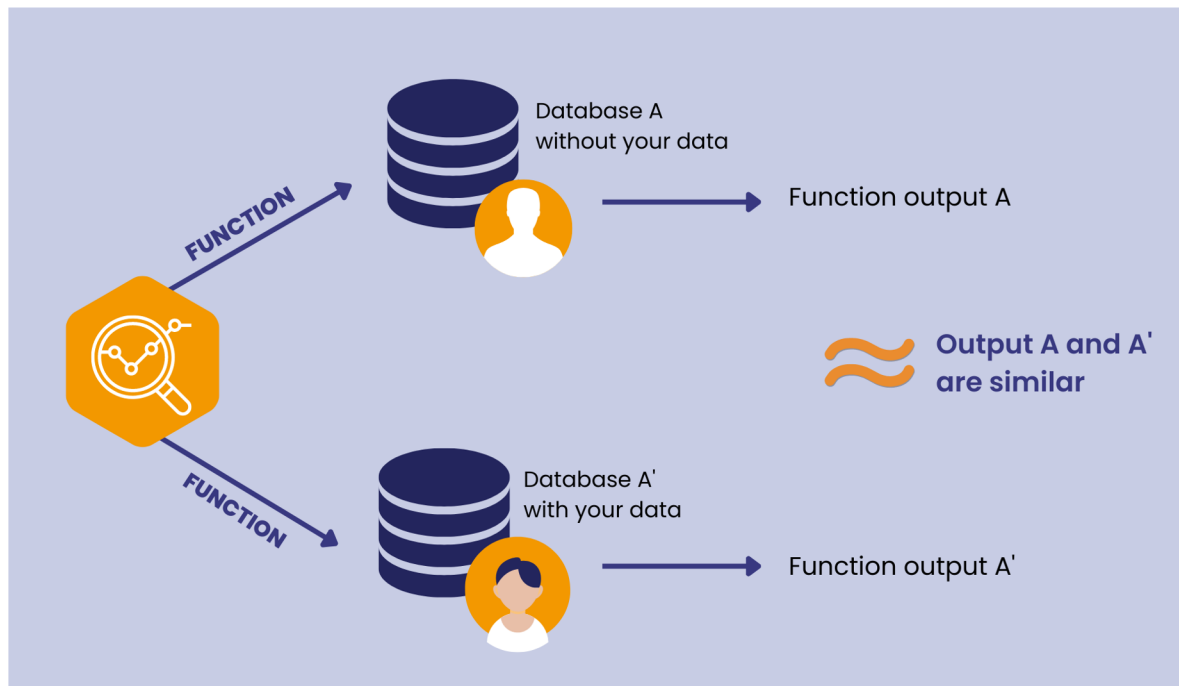 Database A
without your data
FUNCTION
Function output A
Output A and A'
are similar
FUNCTION
Database A'
with your data
Function output A'